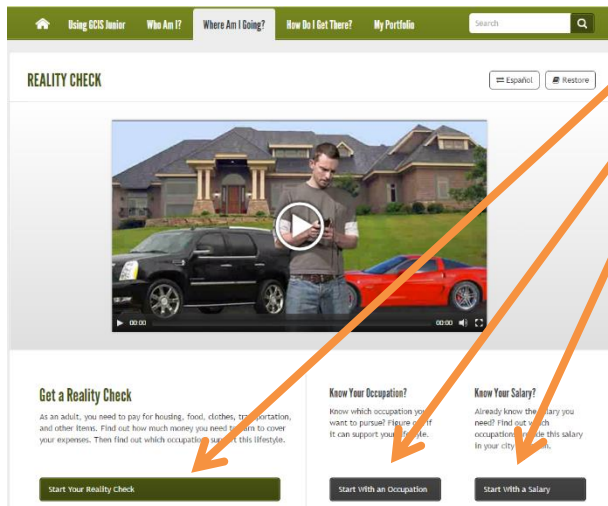 Using GCIS Junior Who Am I? Where Am I Going? How Do I Get There? My Portfolio Search
REALITY CHECK
Español Restore
00:00 00:00
Get a Reality Check
As an adult, you need to pay for housing, food, clothes, transportation,
and other items. Find out how much money you need to earn to cover
your expenses. Then find out which occupations support this lifestyle.
Start Your Reality Check
Know Your Occupation?
Know which occupation you
want to pursue? Figure out if
it can support your lifestyle.
Start With an Occupation
Know Your Salary?
Already know the salary you
need? Find out which
occupations provide this salary
in your city
Start With a Salary